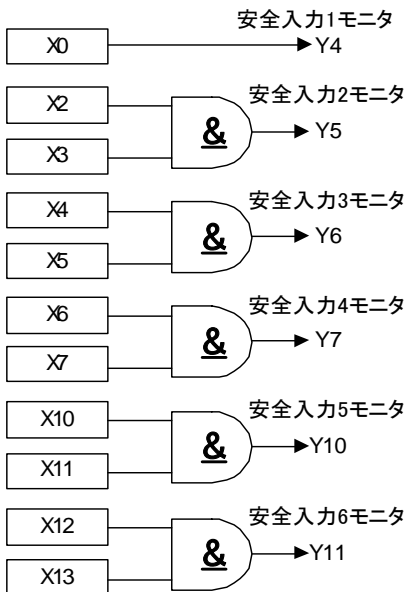 安全入力1モニタ
X0
Y4
安全入力2モニタ
X2
&
Y5
X3
安全入力3モニタ
X4
&
Y6
X5
安全入力4モニタ
X6
&
Y7
X7
安全入力5モニタ
X10
&
Y10
X11
安全入力6モニタ
X12
&
Y11
X13